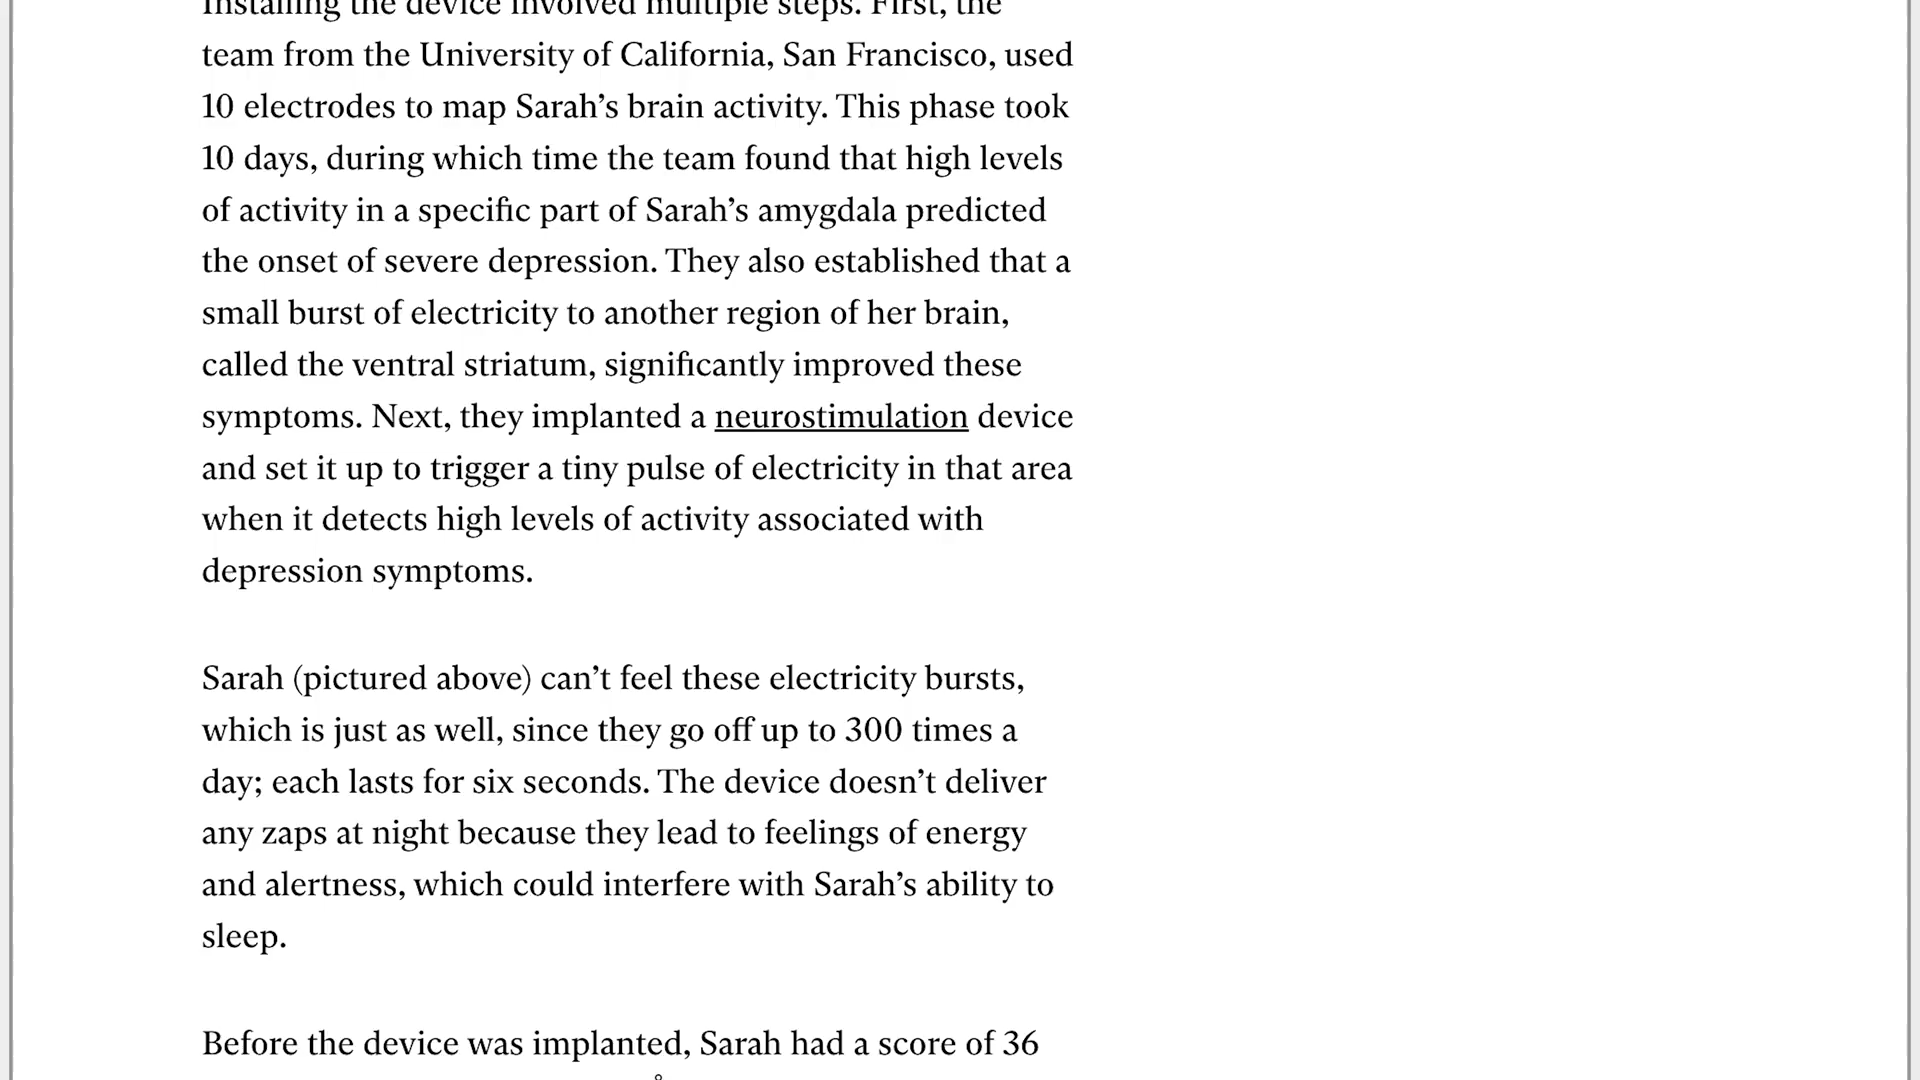 Installing the device involved multiple steps. First, the
team from the University of California, San Francisco, used
10 electrodes to map Sarah’s brain activity. This phase took
10 days, during which time the team found that high levels
of activity in a specific part of Sarah’s amygdala predicted
the onset of severe depression. They also established that a
small burst of electricity to another region of her brain,
called the ventral striatum, significantly improved these
symptoms. Next, they implanted a neurostimulation device
and set it up to trigger a tiny pulse of electricity in that area
when it detects high levels of activity associated with
depression symptoms.
Sarah (pictured above) can’t feel these electricity bursts,
which is just as well, since they go off up to 300 times a
day; each lasts for six seconds. The device doesn’t deliver
any zaps at night because they lead to feelings of energy
and alertness, which could interfere with Sarah’s ability to
sleep.
Before the device was implanted, Sarah had a score of 36